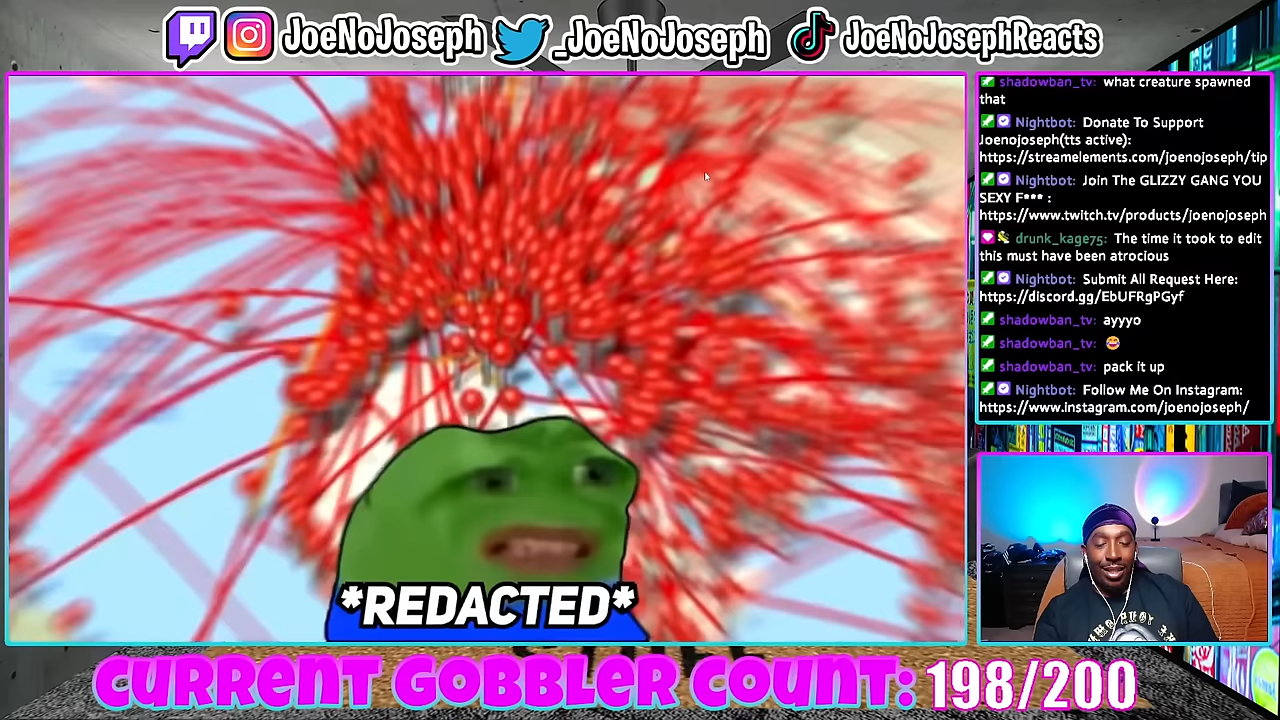 JoeNoJoseph _JoeNoJoseph JoeNoJosephReacts
shadowban_tv: what creature spawned
that
Nightbot: Donate To Support
Joenojoseph(tts active):
https://streamelements.com/joenojoseph/tip
Nightbot: Join The GLIZZY GANG YOU
SEXY F*** :
https://www.twitch.tv/products/joenojoseph
drunk_kage75: The time it took to edit
this must have been atrocious
Nightbot: Submit All Request Here:
https://discord.gg/EbUFRgPGyf
shadowban_tv: ayyyo
shadowban_tv: 😂
shadowban_tv: pack it up
Nightbot: Follow Me On Instagram:
https://www.instagram.com/joenojoseph/
*REDACTED*
CURRENT GOBBLER COUNT: 198/200